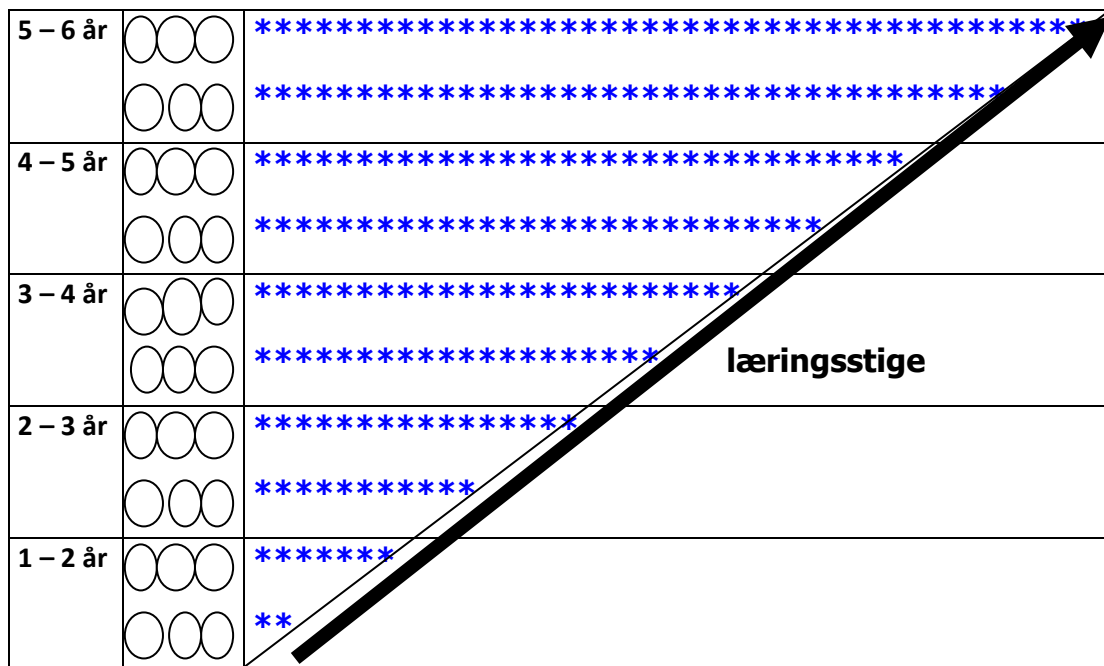 5 – 6 år *****************************************
*************************************
4 – 5 år ********************************
****************************
3 – 4 år ************************
********************
læringsstige
2 – 3 år ****************
***********
1 – 2 år *******
**